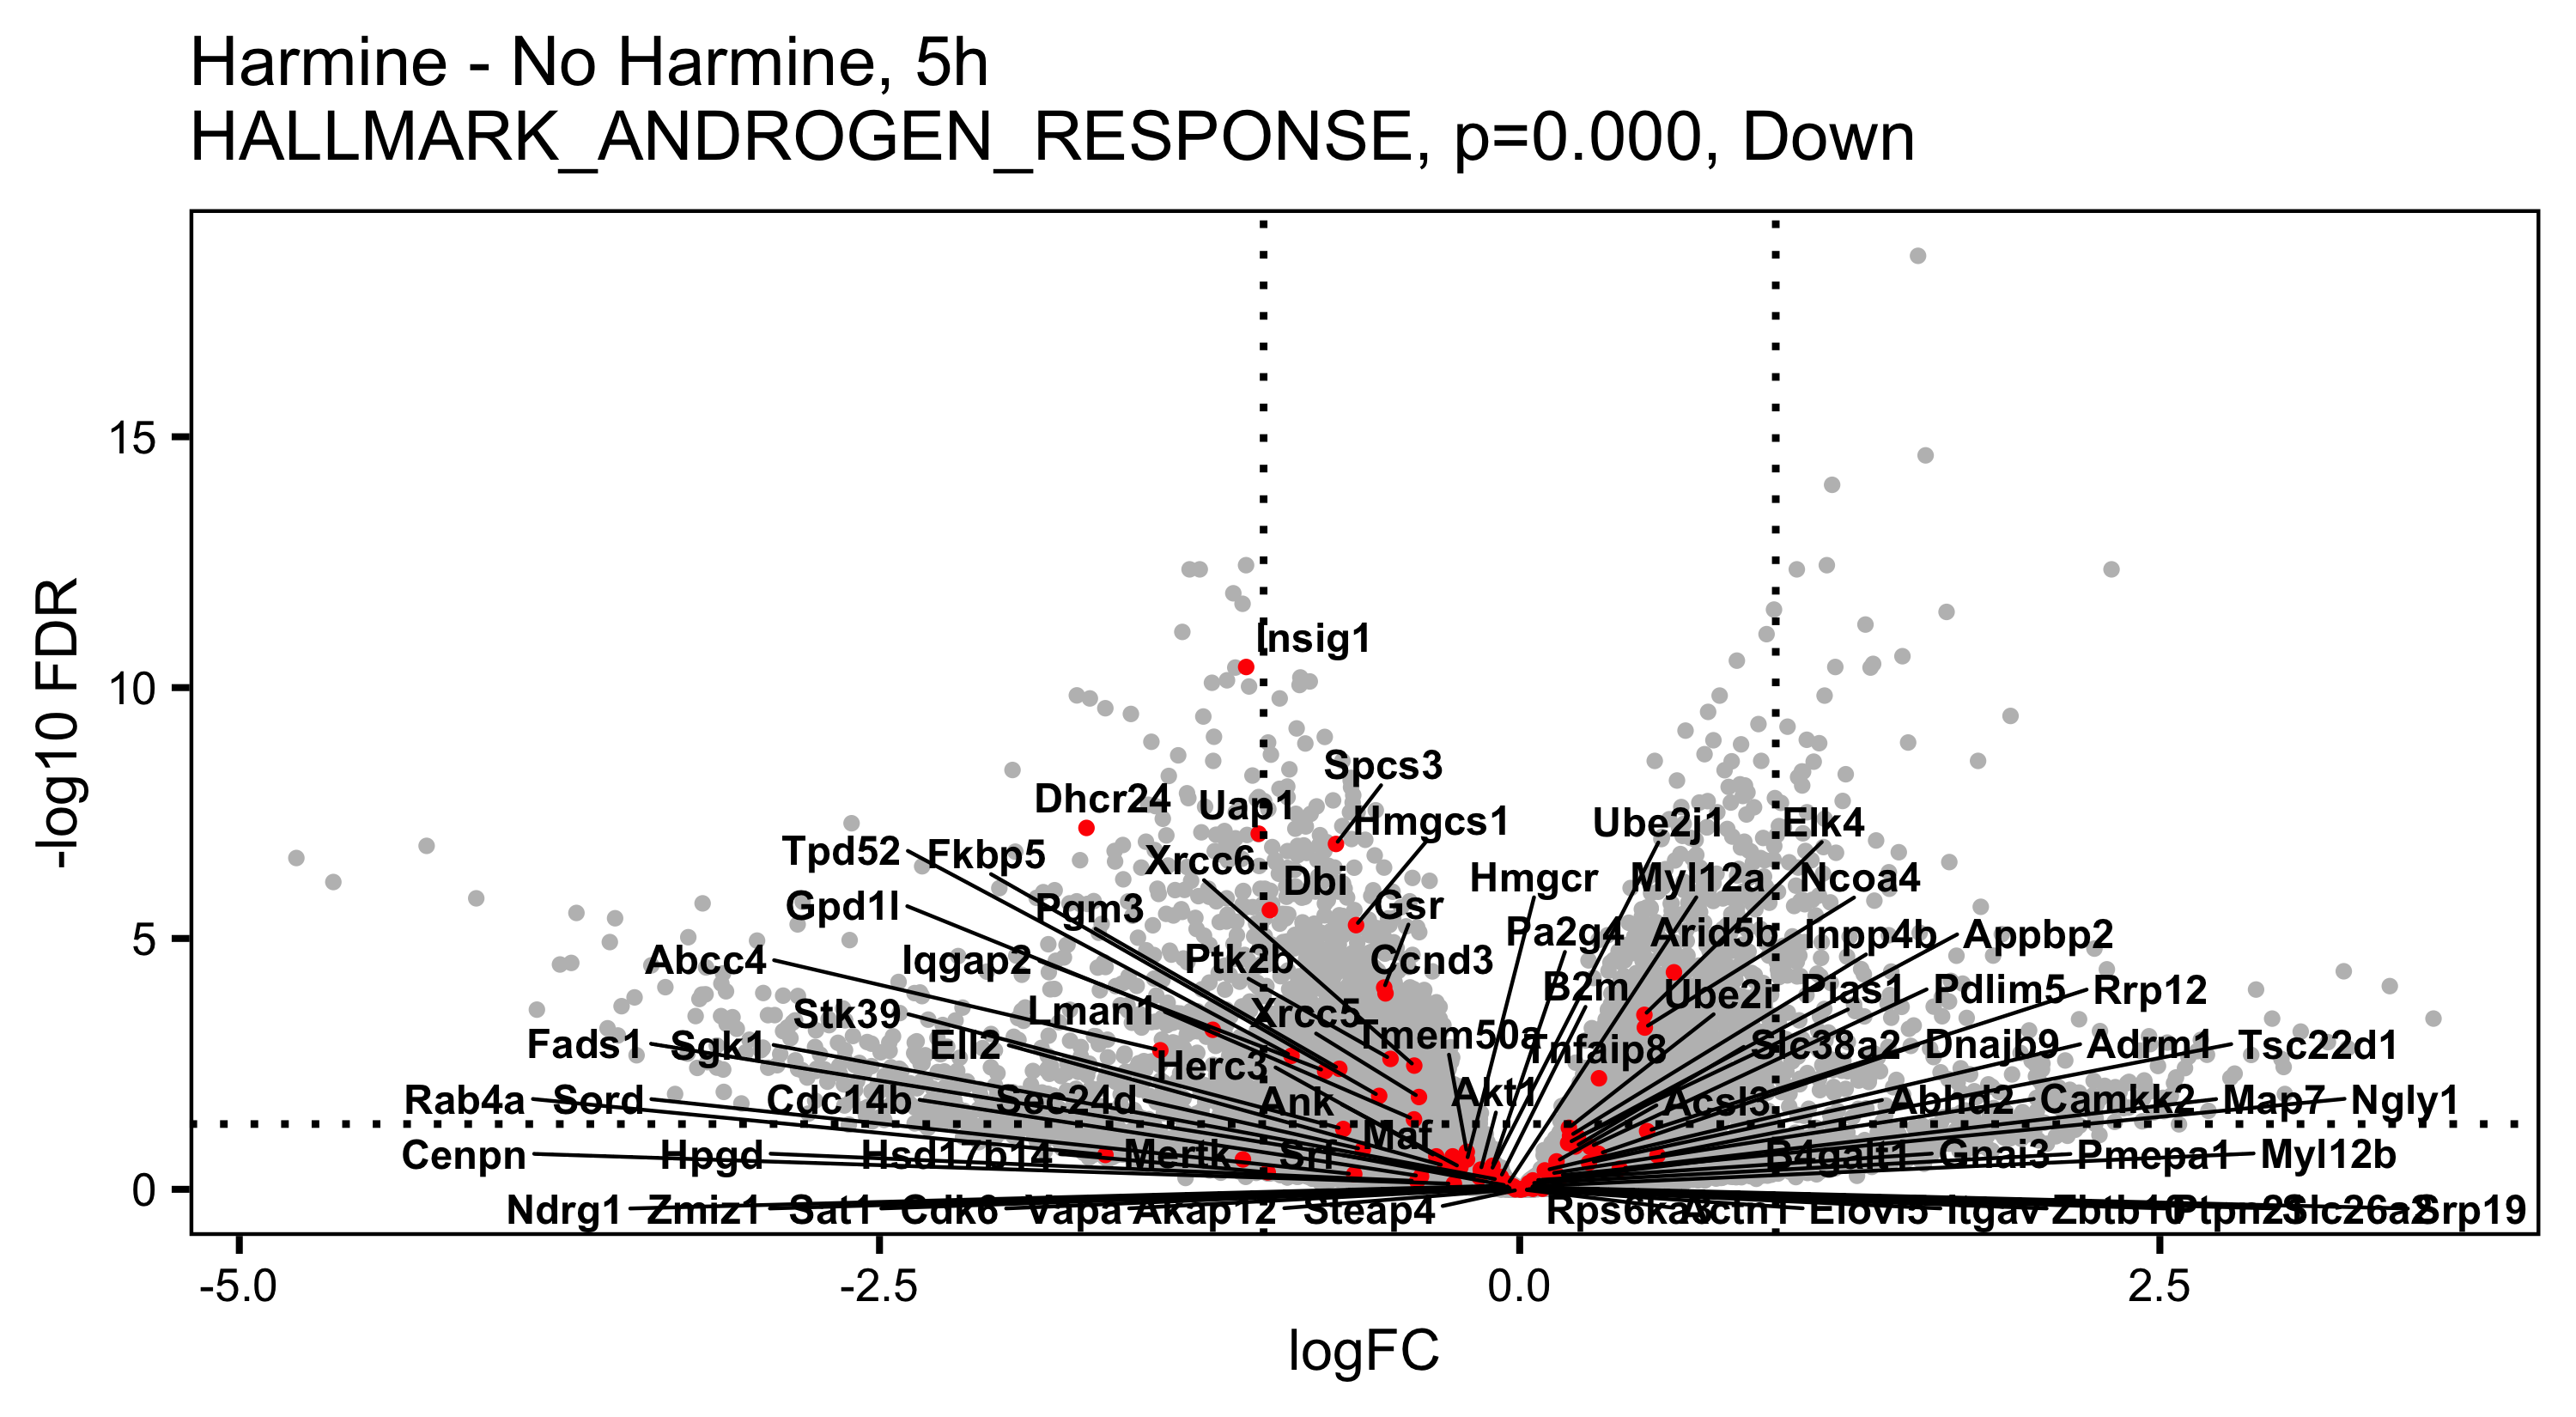 Harmine - No Harmine, 5h
HALLMARK_ANDROGEN_RESPONSE, p=0.000, Down
-log10 FDR
15
10
5
0
Insig1
Spcs3
Dhcr24 Uap1
Hmgcs1 Ube2j1 Elk4
Tpd52 Fkbp5 Xrcc6
Dbi Hmgcr Myl12a Ncoa4
Gpd1l Pgm3 Gsr
Pa2g4 Arid5b Inpp4b Appbp2
Abcc4 Iqgap2 Ptk2b Ccnd3
B2m Ube2i Pias1 Pdlim5 Rrp12
Stk39 Lman1 Xrcc5
Tmem50a Tnfaip8 Slc38a2 Dnajb9 Adrm1 Tsc22d1
Fads1 Sgk1 Ell2 Herc3
Rab4a Sord Cdc14b Sec24d Ank Akt1 Acsl3 Abhd2 Camkk2 Map7 Ngly1
Maf
Cenpn Hpgd Hsd17b14 Mertk Srf B4galt1 Gnai3 Pmepa1 Myl12b
Ndrg1 Zmiz1 Sat1 Cdk6 Vapa Akap12 Steap4 Rps6ka3 Actn1 Elovl5 Itgav Zbtb10 Ptpn21 Slc26a2 Srp19
-5.0 -2.5 0.0 2.5
logFC